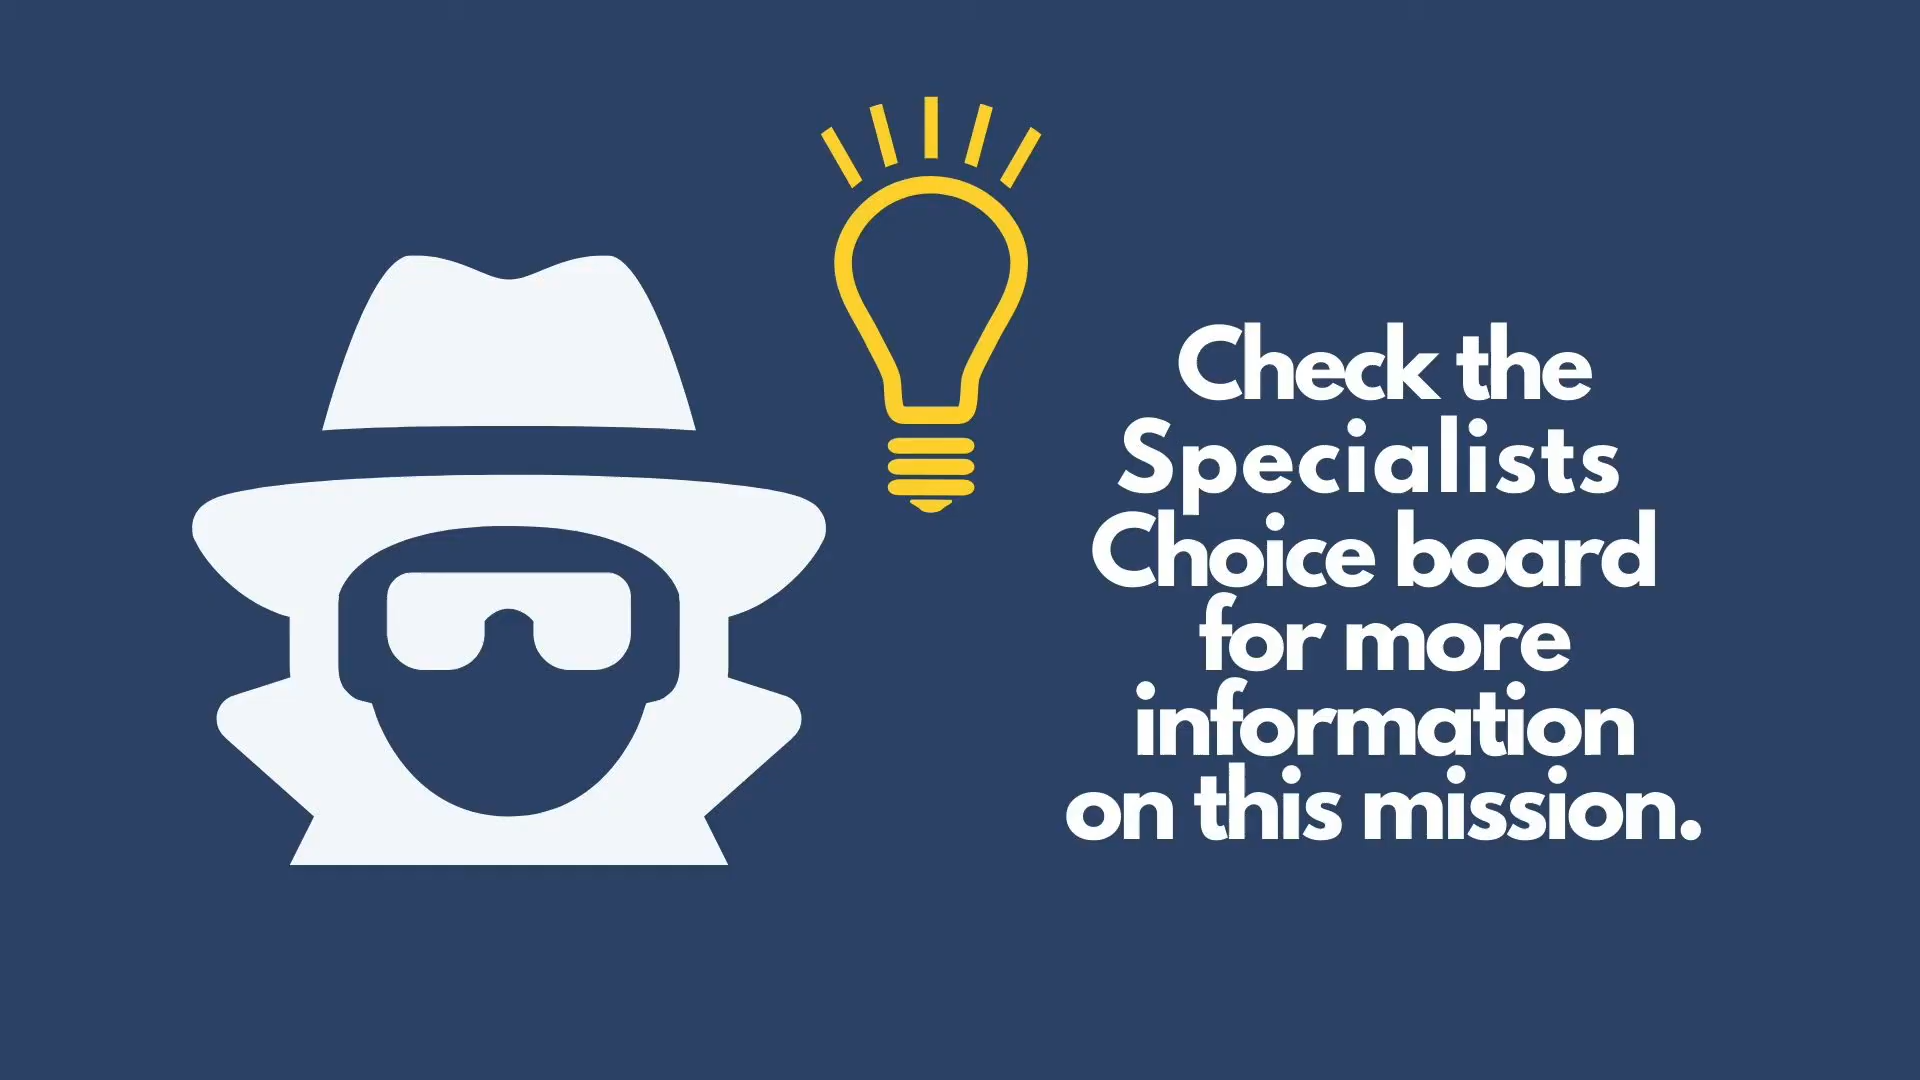 Check the
Specialists
Choice board
for more
information
on this mission.